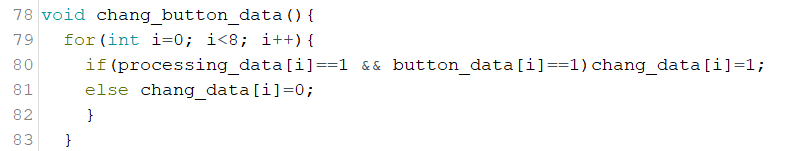 78 void chang_button_data(){
79   for(int i=0; i<8; i++){
80     if(processing_data[i]==1 && button_data[i]==1)chang_data[i]=1;
81     else chang_data[i]=0;
82     }
83   }